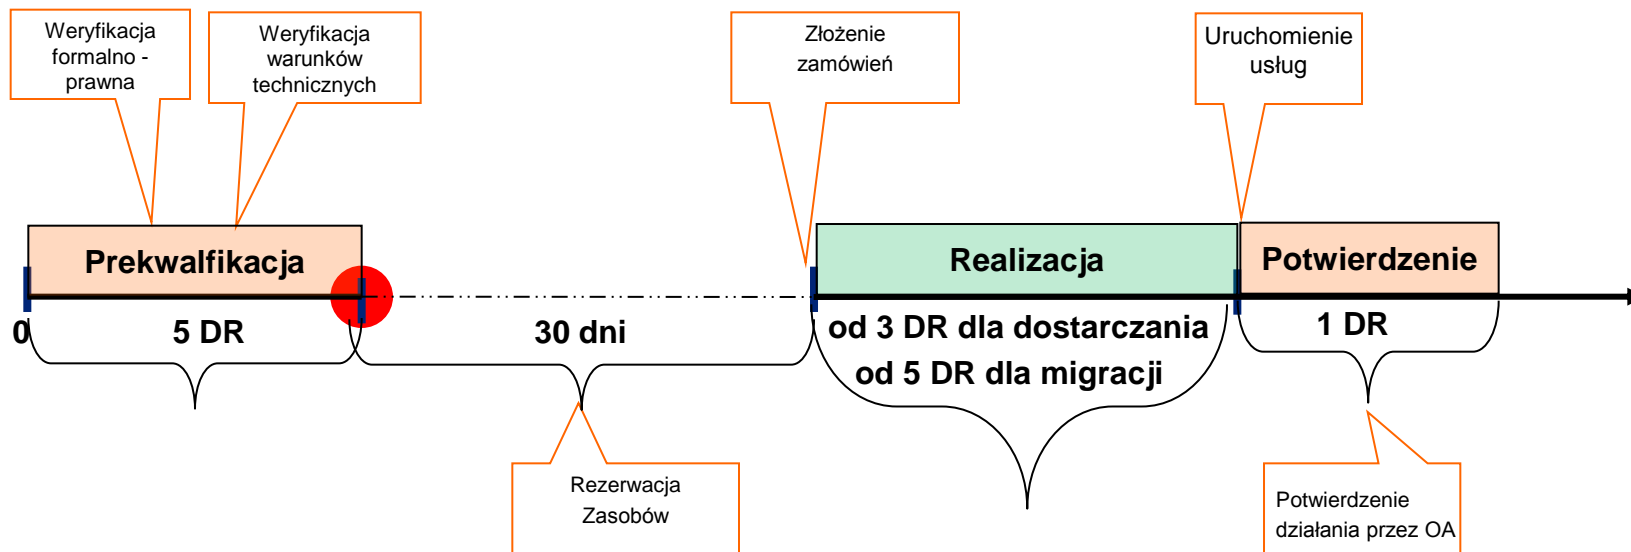 Weryfikacja
formalno -
prawna
Weryfikacja
warunków
technicznych
Złożenie
zamówień
Uruchomienie
usług
Prekwalfikacja
Realizacja
Potwierdzenie
0
5 DR
30 dni
od 3 DR dla dostarczania
od 5 DR dla migracji
1 DR
Rezerwacja
Zasobów
Potwierdzenie
działania przez OA